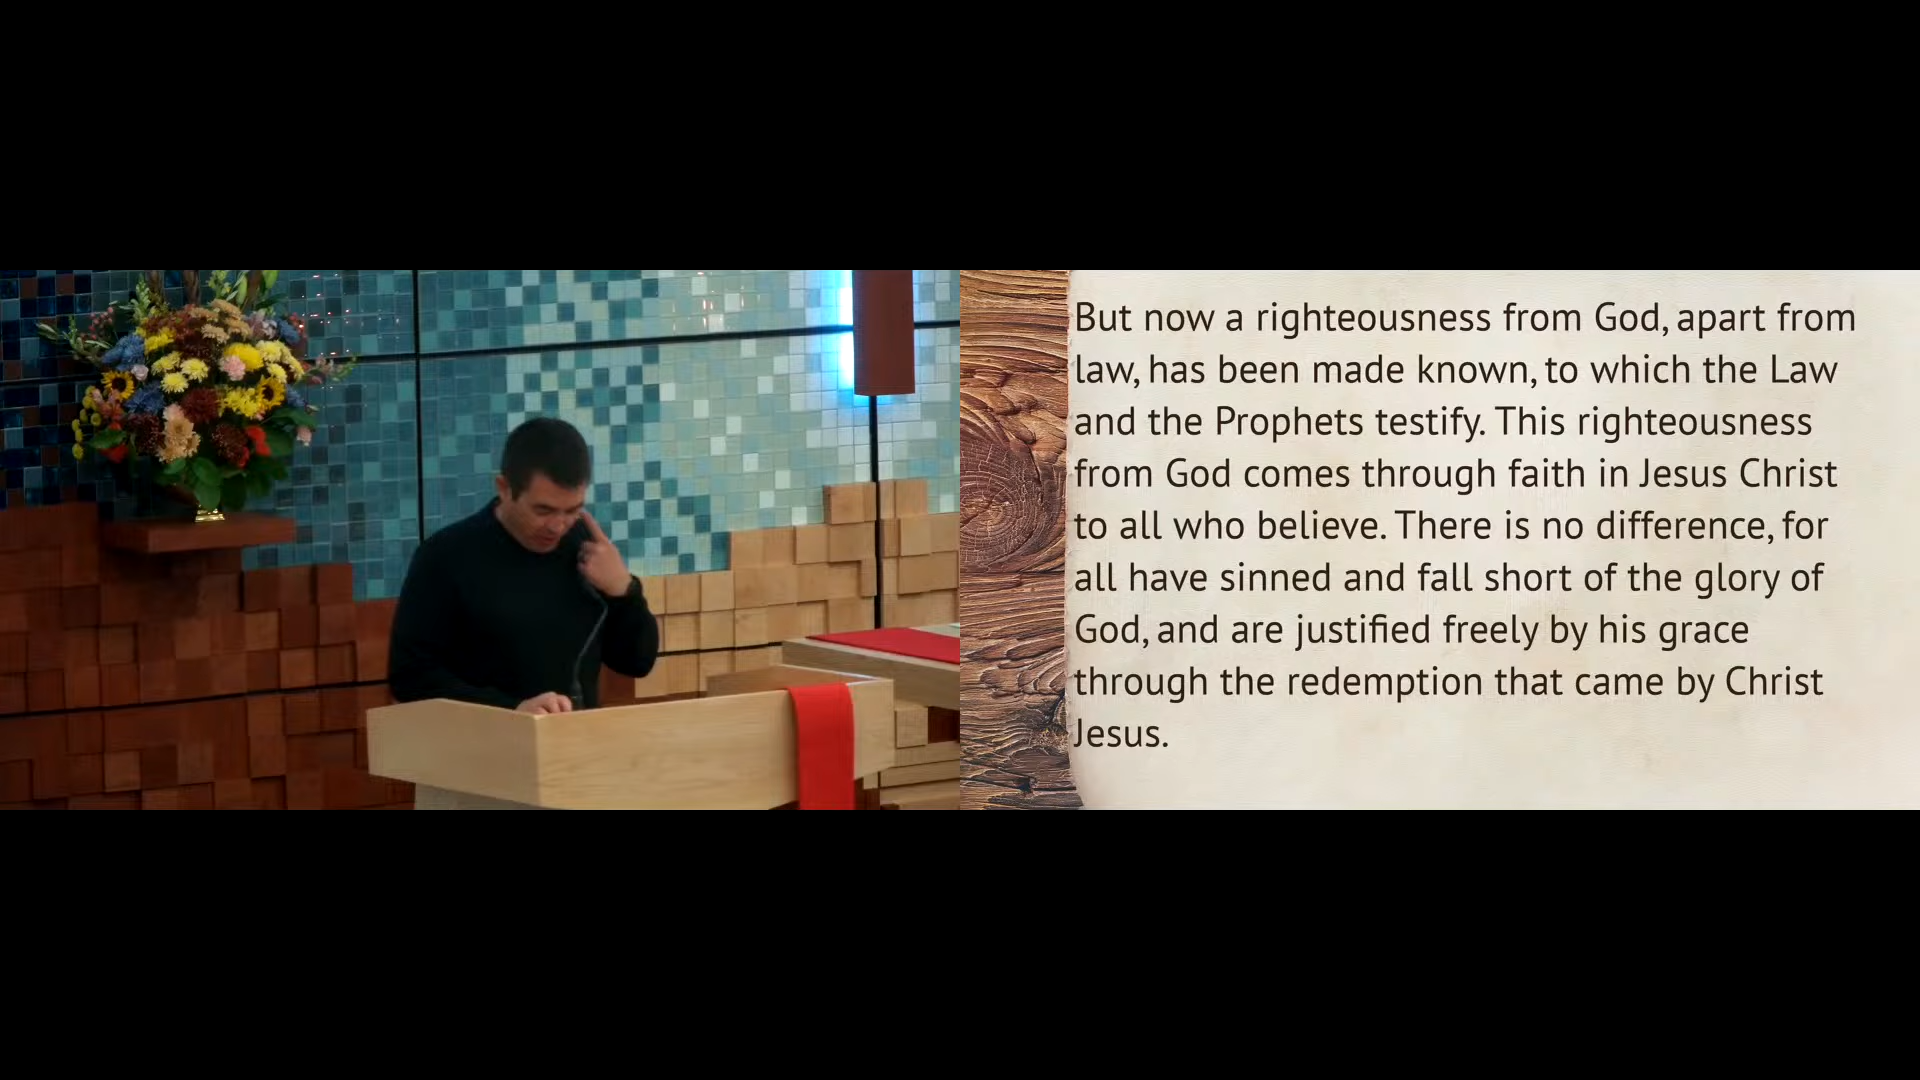 But now a righteousness from God, apart from
law, has been made known, to which the Law
and the Prophets testify. This righteousness
from God comes through faith in Jesus Christ
to all who believe. There is no difference, for
all have sinned and fall short of the glory of
God, and are justified freely by his grace
through the redemption that came by Christ
Jesus.